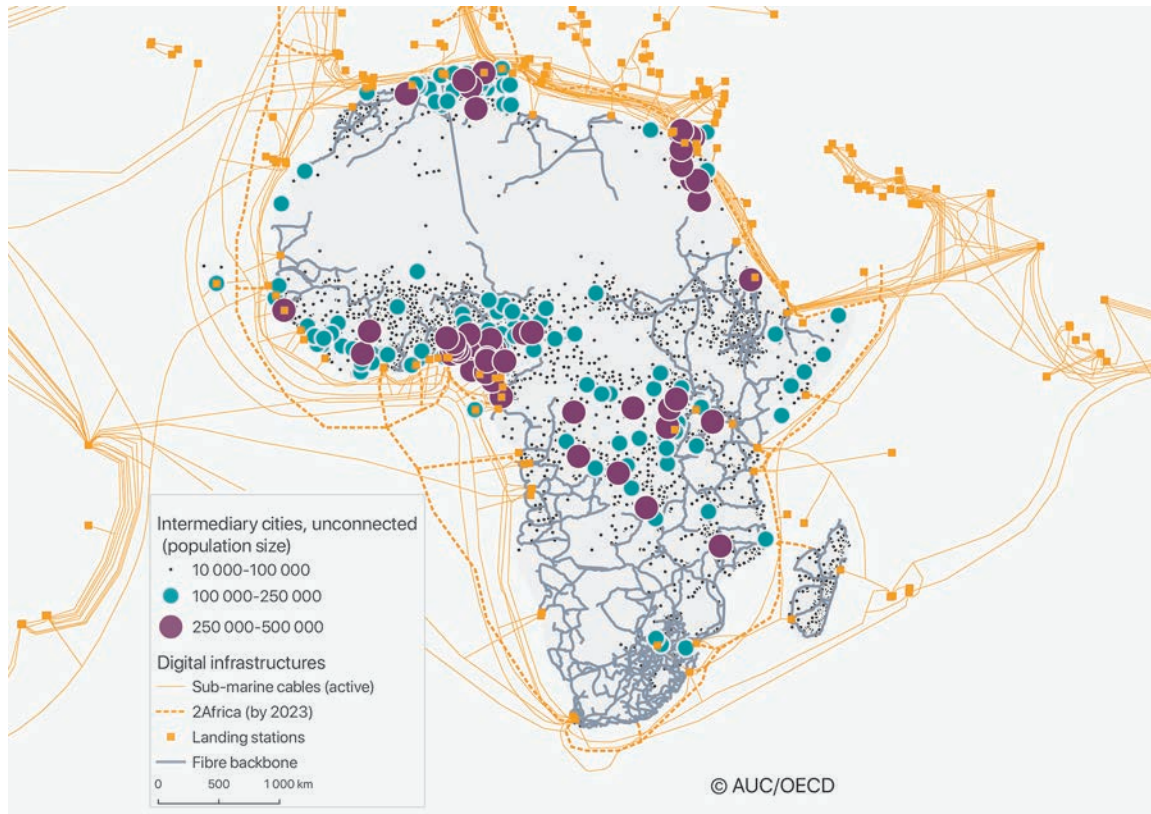 Intermediary cities, unconnected
(population size)
10 000-100 000
100 000-250 000
250 000-500 000
Digital infrastructures
Sub-marine cables (active)
2Africa (by 2023)
Landing stations
Fibre backbone
0 500 1 000 km
© AUC/OECD